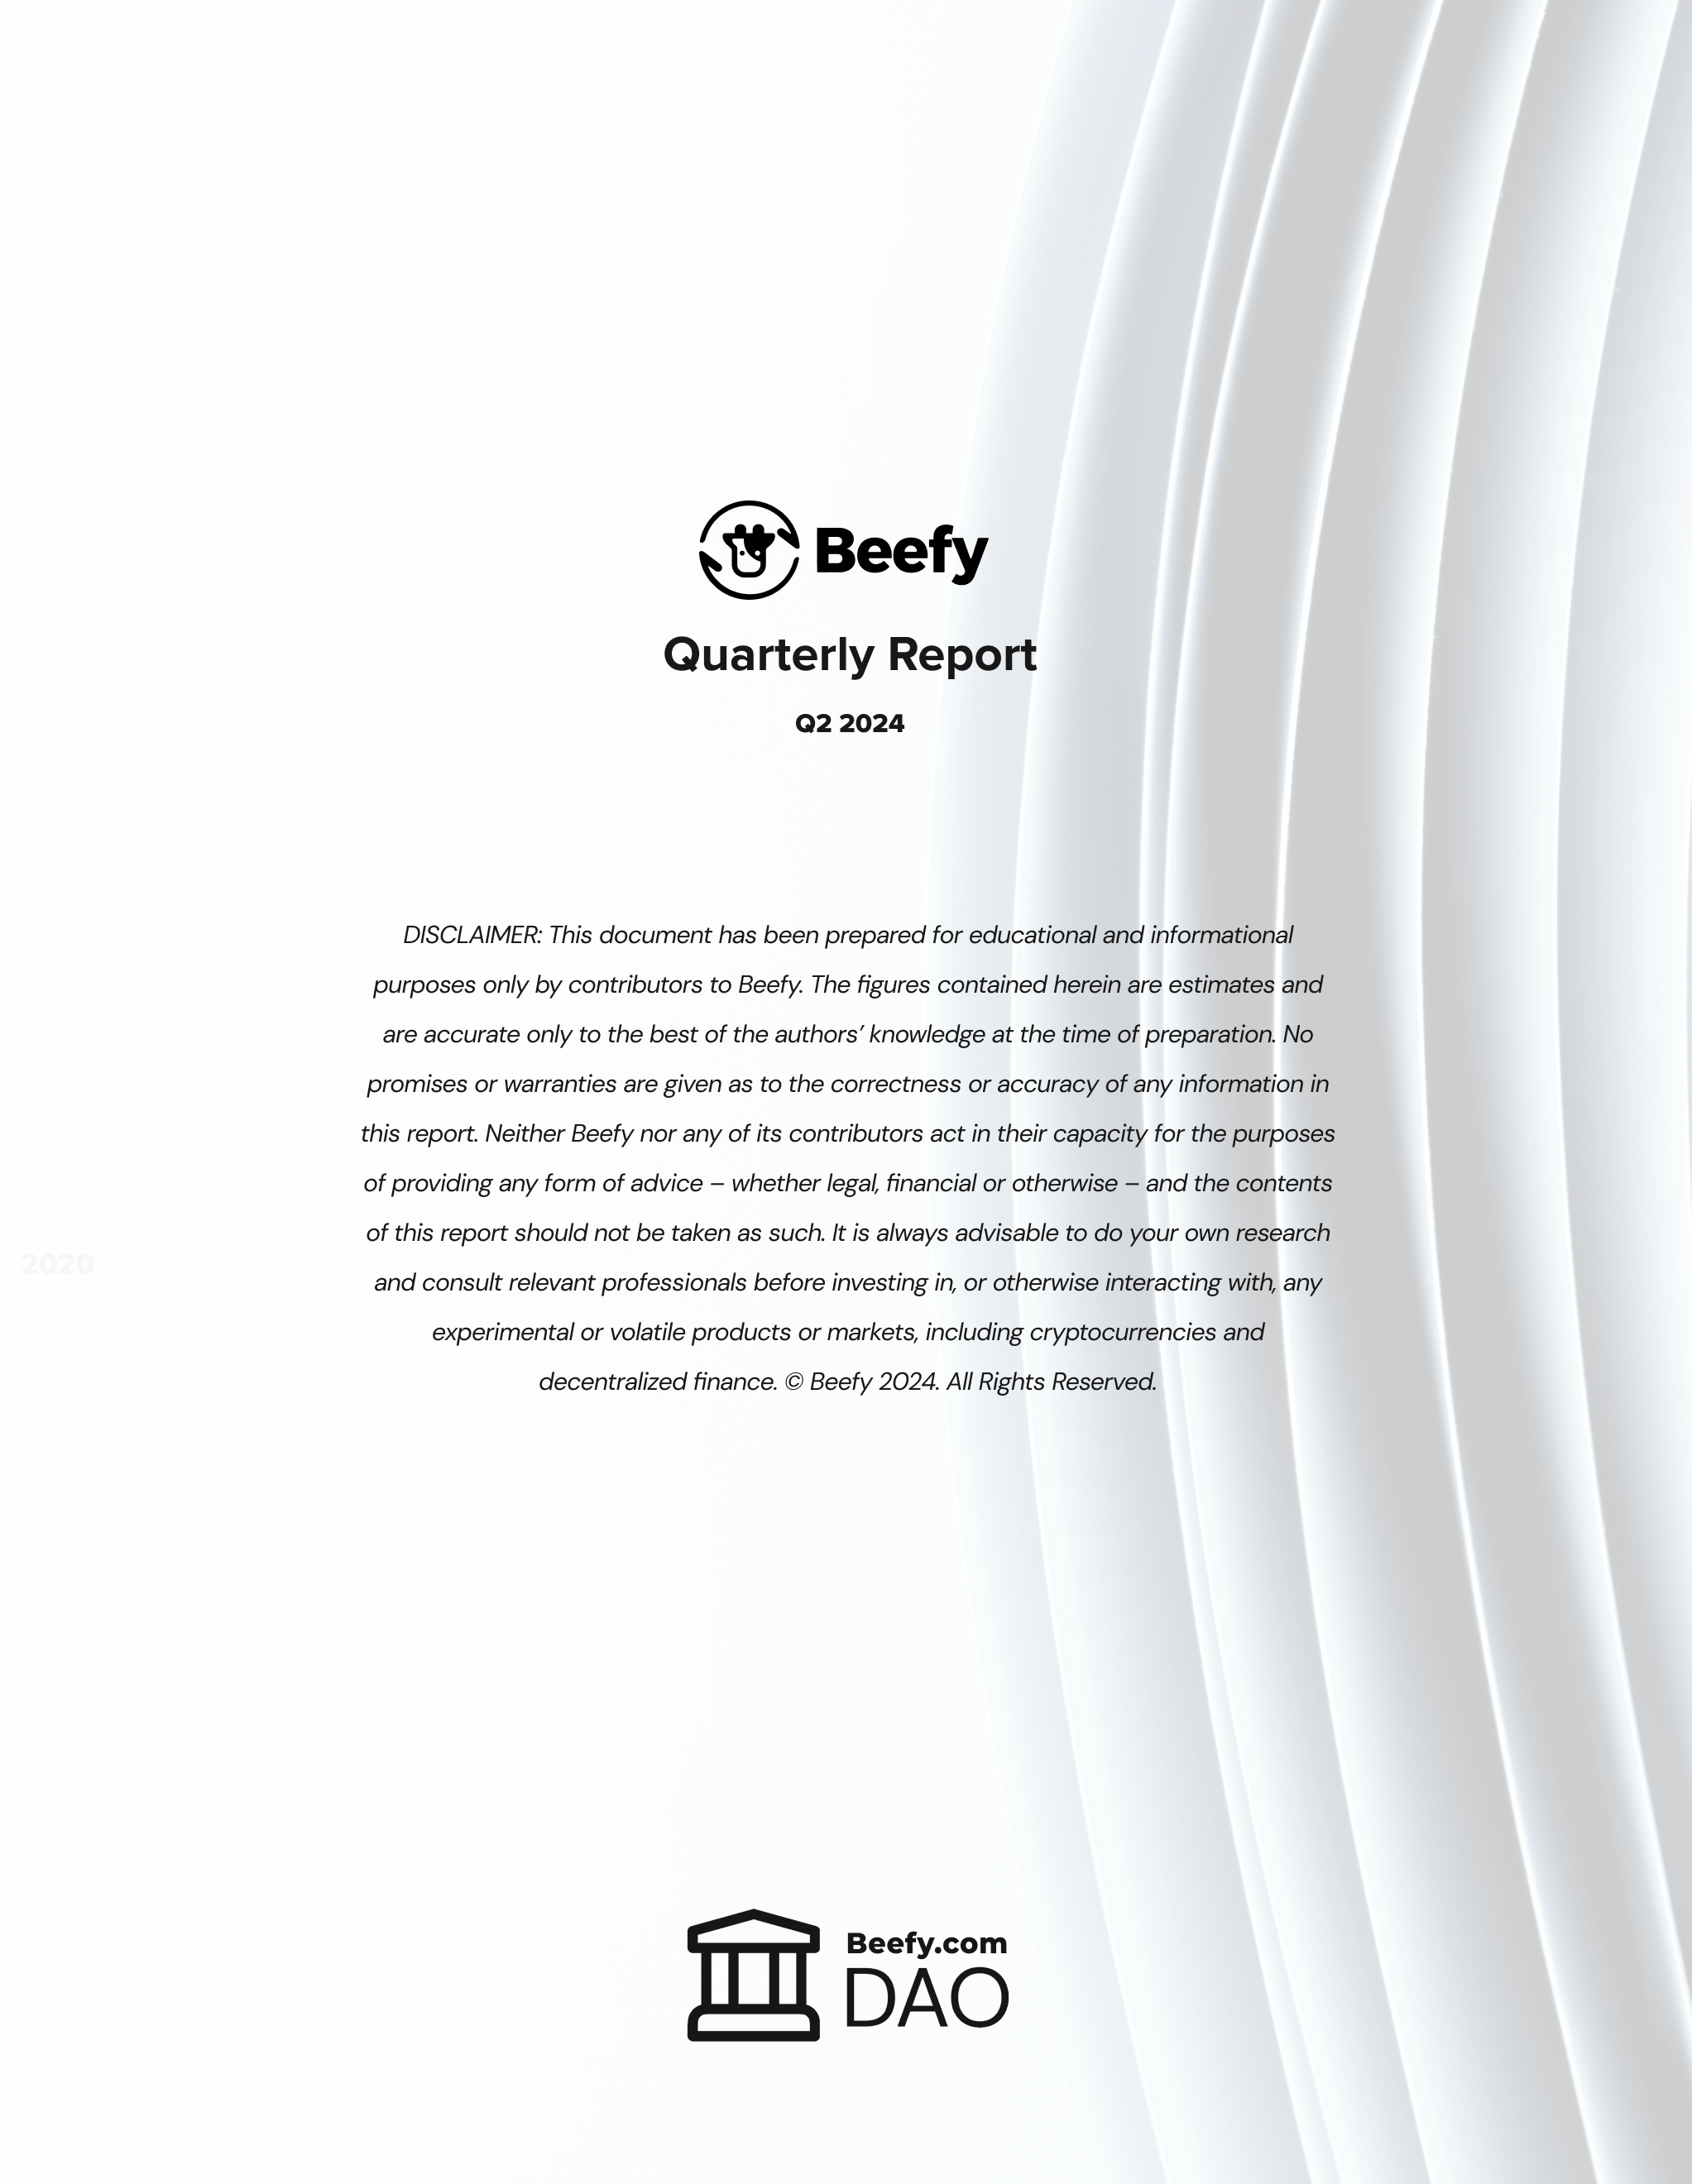 Beefy
Quarterly Report
Q2 2024
DISCLAIMER: This document has been prepared for educational and informational
purposes only by contributors to Beefy. The figures contained herein are estimates and
are accurate only to the best of the authors’ knowledge at the time of preparation. No
promises or warranties are given as to the correctness or accuracy of any information in
this report. Neither Beefy nor any of its contributors act in their capacity for the purposes
of providing any form of advice – whether legal, financial or otherwise – and the contents
of this report should not be taken as such. It is always advisable to do your own research
2020
and consult relevant professionals before investing in, or otherwise interacting with, any
experimental or volatile products or markets, including cryptocurrencies and
decentralized finance. © Beefy 2024. All Rights Reserved.
Beefy.com
DAO